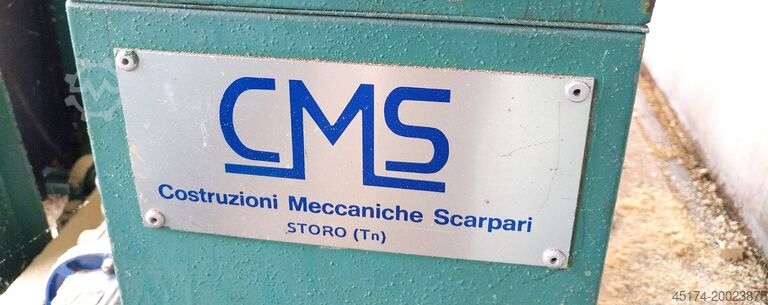 CMS
Costruzioni Meccaniche Scarpari
STORO (Tn)
45174-20023876